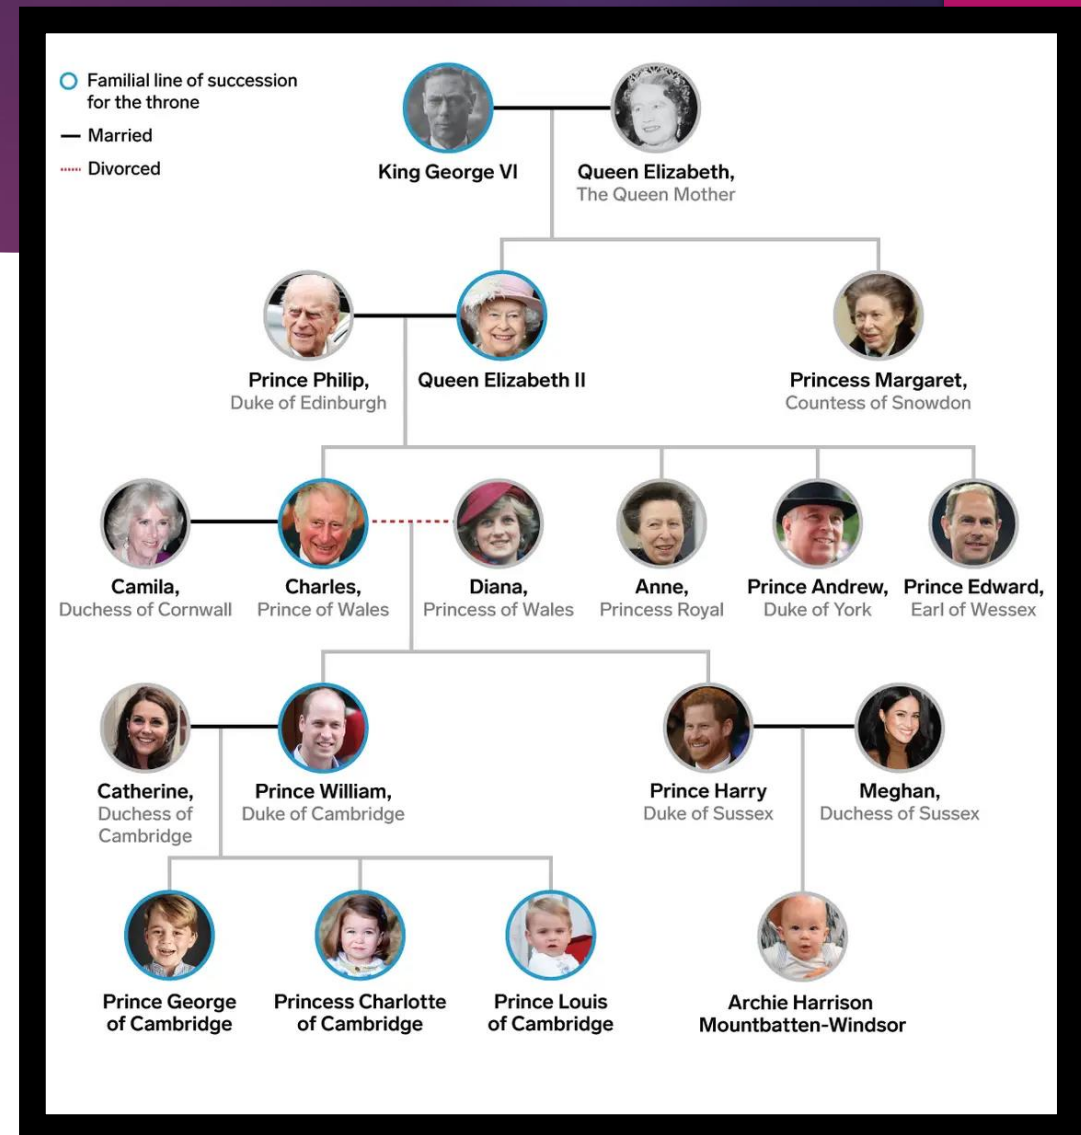 Familial line of succession
for the throne
Married
Divorced
King George VI
Queen Elizabeth,
The Queen Mother
Prince Philip,
Duke of Edinburgh
Queen Elizabeth II
Princess Margaret,
Countess of Snowdon
Camila,
Duchess of Cornwall
Charles,
Prince of Wales
Diana,
Princess of Wales
Anne,
Princess Royal
Prince Andrew,
Duke of York
Prince Edward,
Earl of Wessex
Catherine,
Duchess of
Cambridge
Prince William,
Duke of Cambridge
Prince Harry
Duke of Sussex
Meghan,
Duchess of Sussex
Prince George
of Cambridge
Princess Charlotte
of Cambridge
Prince Louis
of Cambridge
Archie Harrison
Mountbatten-Windsor